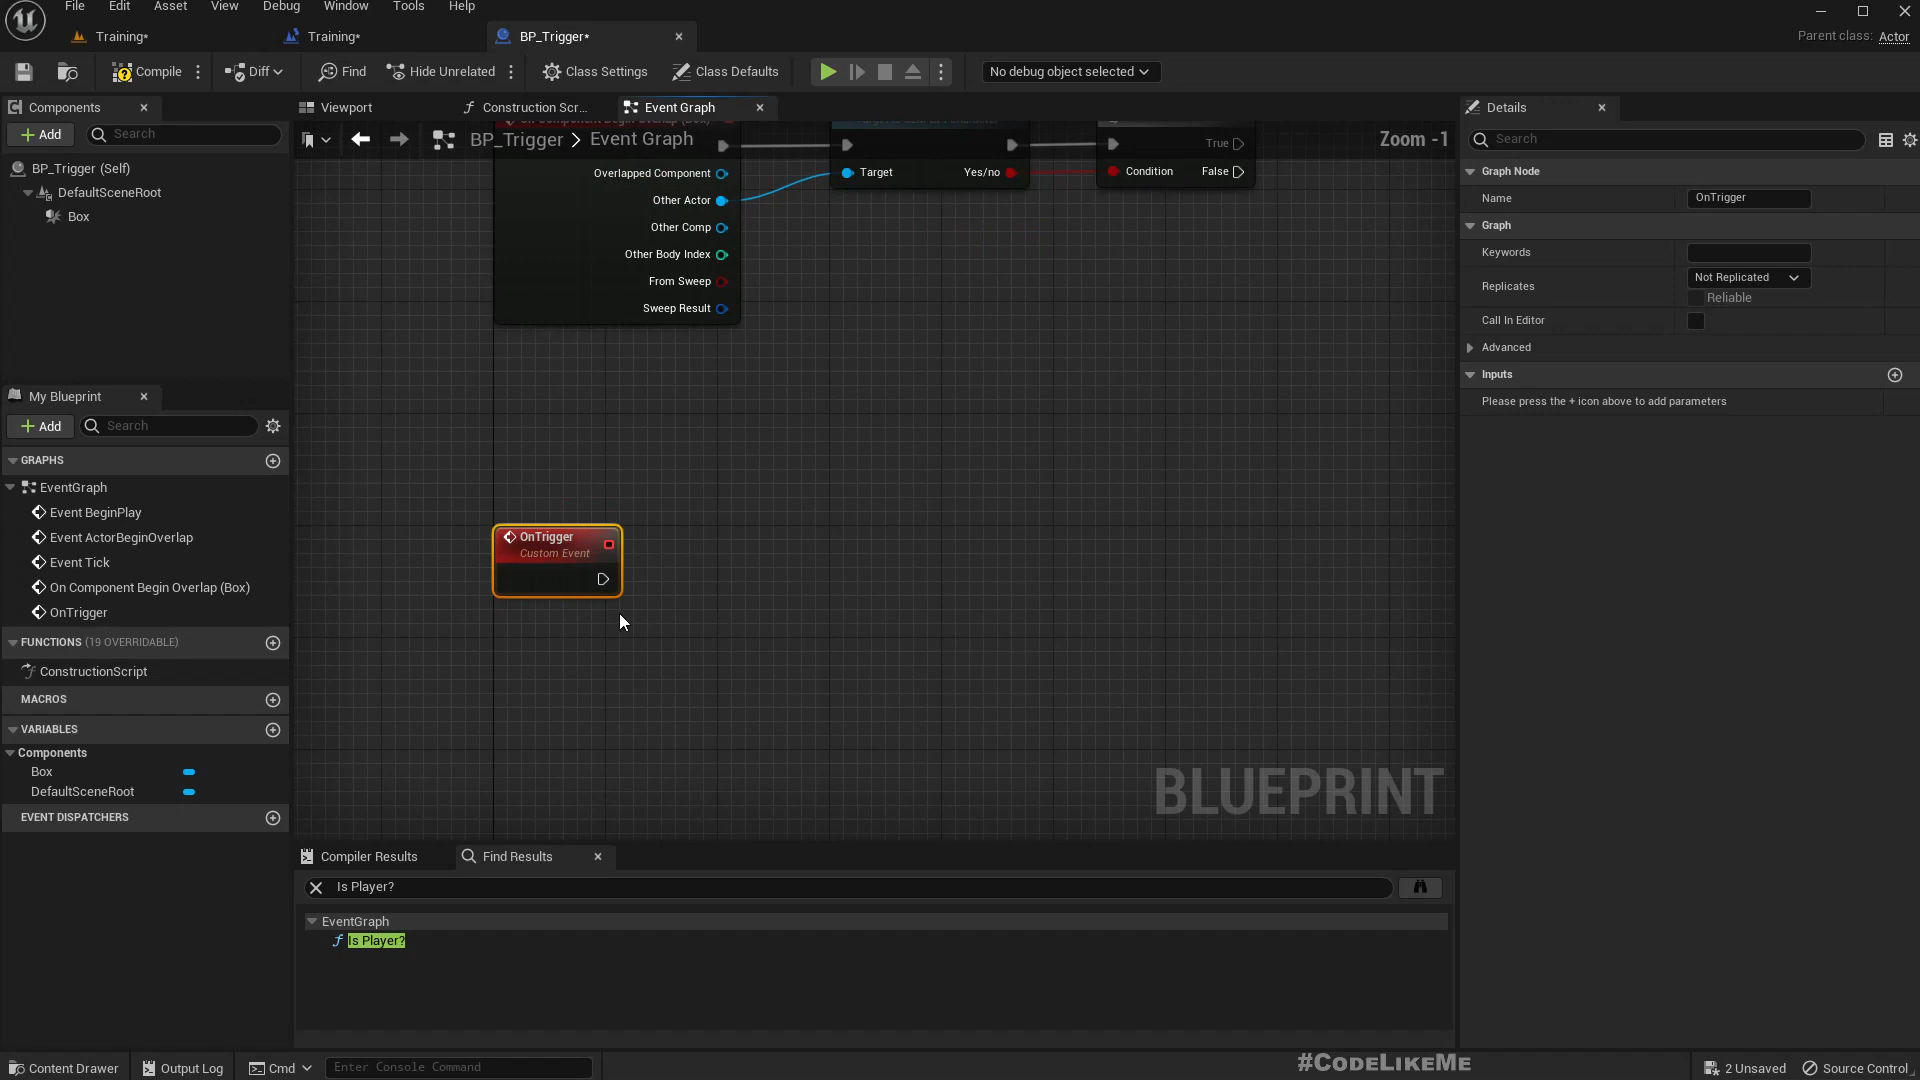 File Edit Asset View Debug Window Tools Help
Training* Training* BP_Trigger* Parent class: Actor
Compile Diff Find Hide Unrelated Class Settings Class Defaults No debug object selected
Components Viewport Construction Scr... Event Graph Details
Add Search BP_Trigger > Event Graph Zoom -1 Search
BP_Trigger (Self)
DefaultSceneRoot
Box
Overlapped Component
Other Actor
Other Comp
Other Body Index
From Sweep
Sweep Result
Target Yes/no
True
Condition False
Graph Node
Name OnTrigger
Graph
Keywords
Replicates Not Replicated
Reliable
Call In Editor
Advanced
Inputs
Please press the + icon above to add parameters
My Blueprint
Add Search
GRAPHS
EventGraph
Event BeginPlay
Event ActorBeginOverlap
Event Tick
On Component Begin Overlap (Box)
OnTrigger
FUNCTIONS (19 OVERRIDABLE)
ConstructionScript
MACROS
VARIABLES
Components
Box
DefaultSceneRoot
EVENT DISPATCHERS
OnTrigger
Custom Event
BLUEPRINT
Compiler Results Find Results
Is Player?
EventGraph
Is Player?
Content Drawer Output Log Cmd Enter Console Command #CODELIKEME 2 Unsaved Source Control